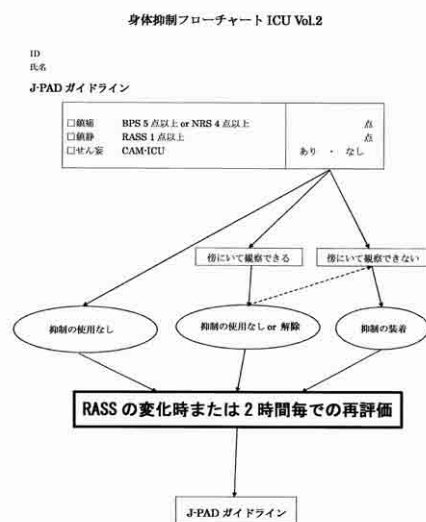 身体抑制フローチャート ICU Vol.2
ID
氏名
J-PAD ガイドライン
□鎮痛 BPS 5 点以上 or NRS 4 点以上 点
□鎮静 RASS 1 点以上 点
□せん妄 CAM-ICU あり ・ なし
傍にいて観察できる 傍にいて観察できない
抑制の使用なし 抑制の使用なし or 解除 抑制の装着
RASS の変化時または 2 時間毎での再評価
J-PAD ガイドライン